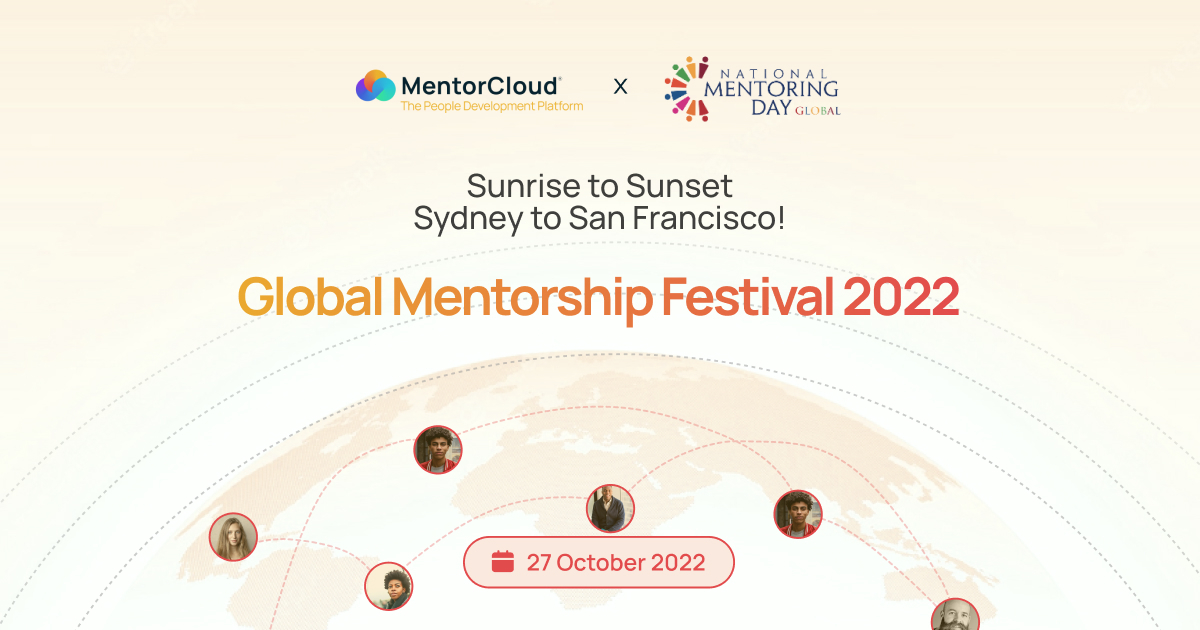 MentorCloud®
The People Development Platform
X
NATIONAL
MENTORING
DAY GLOBAL
Sunrise to Sunset
Sydney to San Francisco!
Global Mentorship Festival 2022
27 October 2022